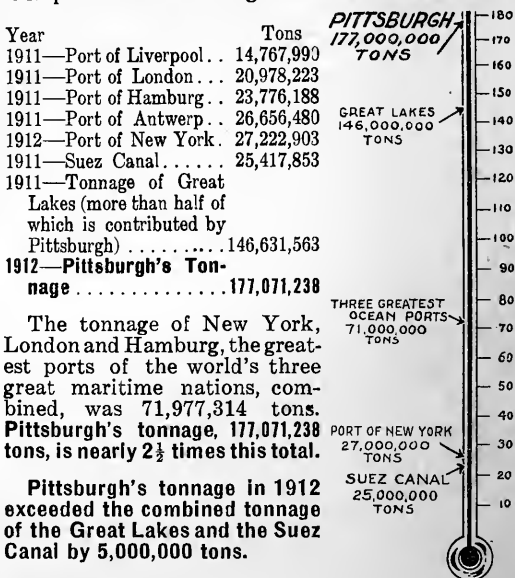 Year Tons
1911—Port of Liverpool.. 14,767,990
1911—Port of London... 20,978,223
1911—Port of Hamburg.. 23,776,188
1911—Port of Antwerp.. 26,656,480
1912—Port of New York. 27,222,903
1911—Suez Canal...... 25,417,853
1911—Tonnage of Great
Lakes (more than half of
which is contributed by
Pittsburgh) ..........146,631,563
1912—Pittsburgh's Ton-
nage ...............177,071,238
The tonnage of New York,
London and Hamburg, the great-
est ports of the world's three
great maritime nations, com-
bined, was 71,977,314 tons.
Pittsburgh's tonnage, 177,071,238
tons, is nearly 2½ times this total.
Pittsburgh's tonnage in 1912
exceeded the combined tonnage
of the Great Lakes and the Suez
Canal by 5,000,000 tons.
PITTSBURGH
177,000,000
TONS
GREAT LAKES
146,000,000
TONS
THREE GREATEST
OCEAN PORTS
71,000,000
TONS
PORT OF NEW YORK
27,000,000
TONS
SUEZ CANAL
25,000,000
TONS
180
170
160
150
140
130
120
110
100
90
80
70
60
50
40
30
20
10